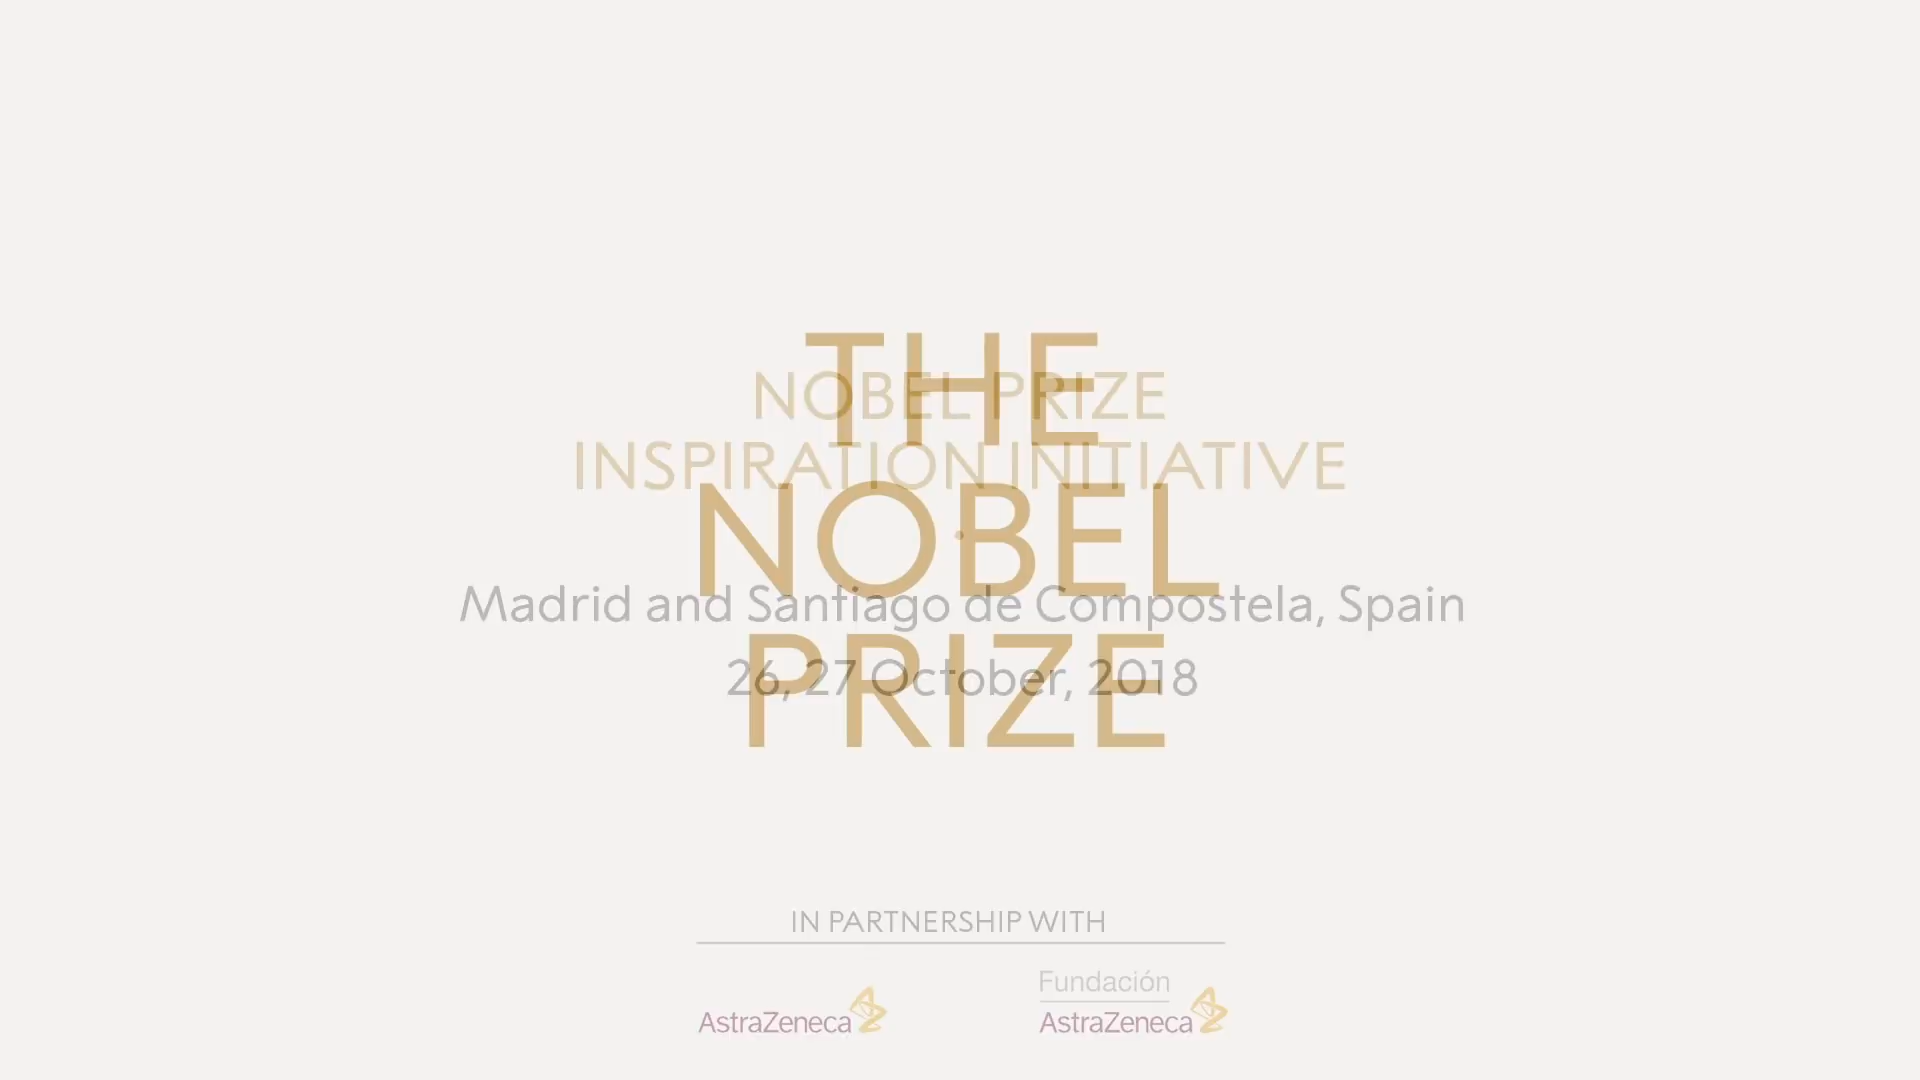 THE
NOBEL PRIZE
INSPIRATION INITIATIVE
NOBEL
Madrid and Santiago de Compostela, Spain
PRIZE
26, 27 October, 2018
IN PARTNERSHIP WITH
AstraZeneca
Fundación
AstraZeneca